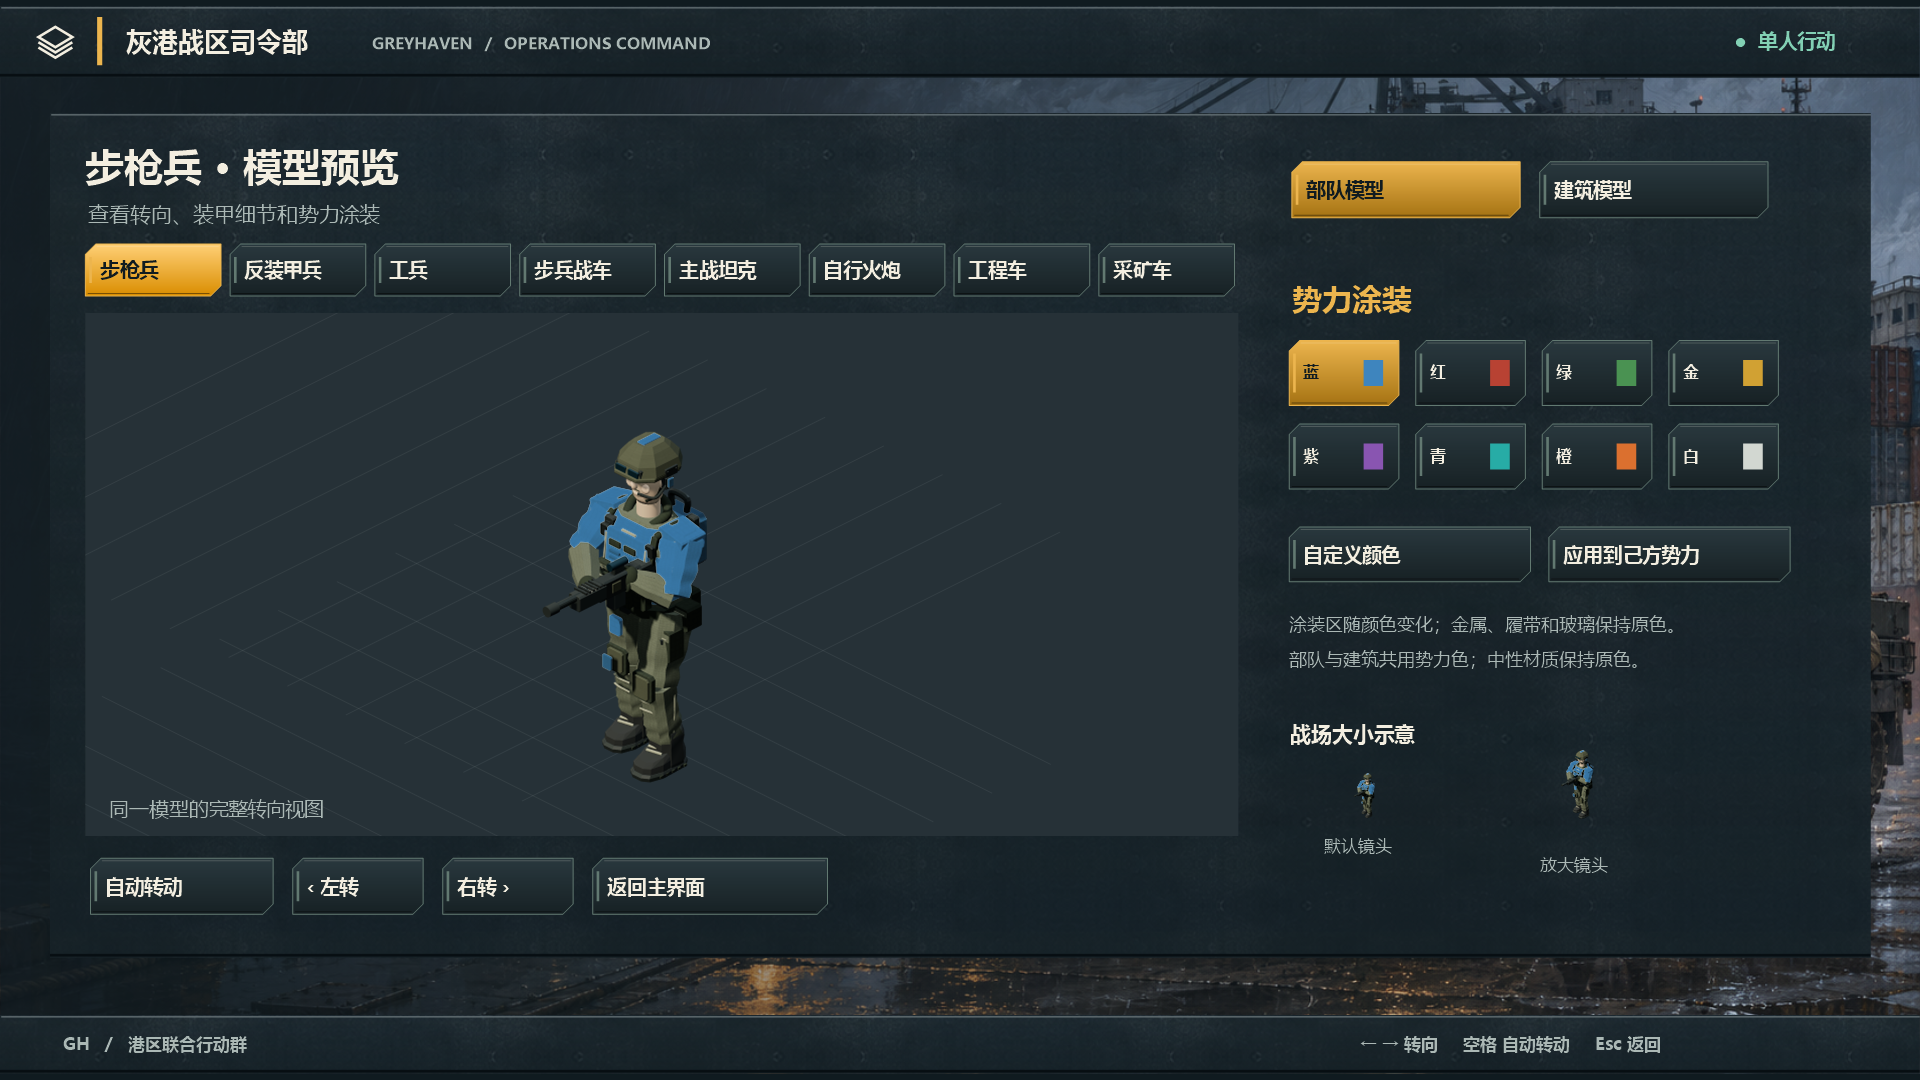 灰港战区司令部
GREYHAVEN / OPERATIONS COMMAND
单人行动
步枪兵・模型预览
查看转向、装甲细节和势力涂装
部队模型
建筑模型
步枪兵
反装甲兵
工兵
步兵战车
主战坦克
自行火炮
工程车
采矿车
势力涂装
蓝
红
绿
金
紫
青
橙
白
自定义颜色
应用到己方势力
涂装区随颜色变化；金属、履带和玻璃保持原色。
部队与建筑共用势力色；中性材质保持原色。
战场大小示意
默认镜头
放大镜头
同一模型的完整转向视图
自动转动
‹ 左转
右转 ›
返回主界面
GH / 港区联合行动群
←→ 转向 空格 自动转动 Esc 返回